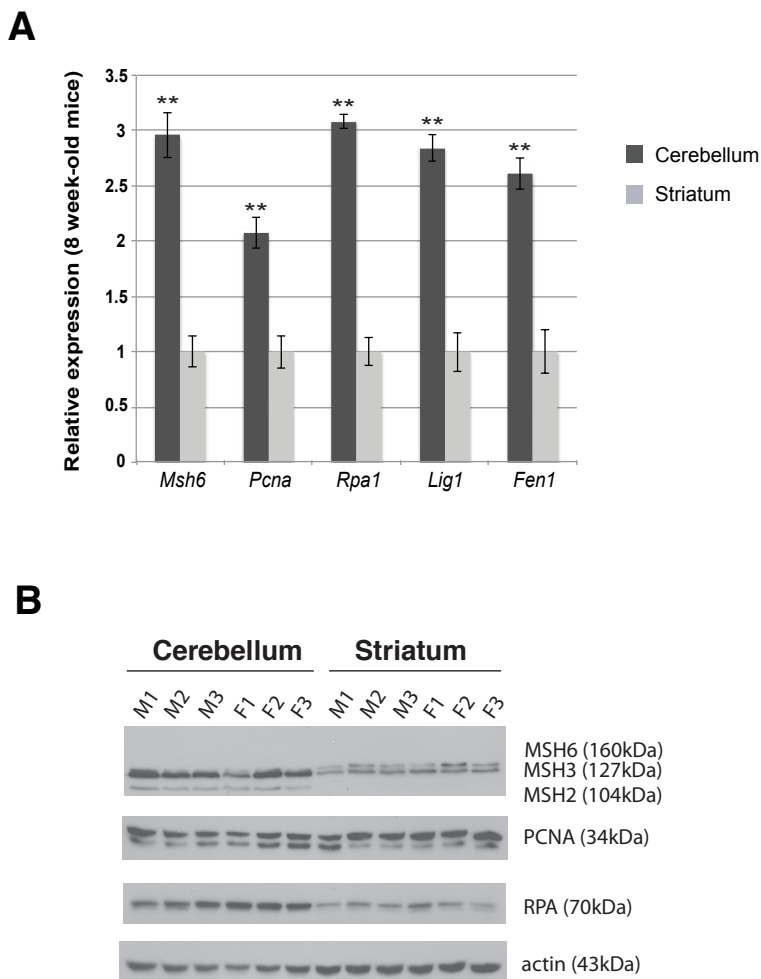 A
Relative expression (8 week-old mice)
3.5
3
2.5
2
1.5
1
0.5
0
** ** ** ** **
Msh6 Pcna Rpa1 Lig1 Fen1
Cerebellum
Striatum
B
Cerebellum Striatum
M1 M2 M3 F1 F2 F3 M1 M2 M3 F1 F2 F3
MSH6 (160kDa)
MSH3 (127kDa)
MSH2 (104kDa)
PCNA (34kDa)
RPA (70kDa)
actin (43kDa)